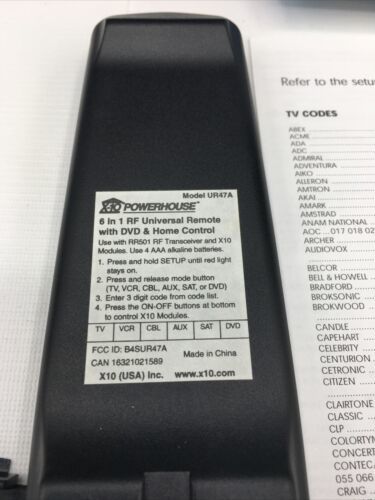 Model UR47A
X10 POWERHOUSE™
6 in 1 RF Universal Remote
with DVD & Home Control
Use with RR501 RF Transceiver and X10
Modules. Use 4 AAA alkaline batteries.
1. Press and hold SETUP until red light
stays on.
2. Press and release mode button
(TV, VCR, CBL, AUX, SAT, or DVD)
3. Enter 3 digit code from code list.
4. Press the ON-OFF buttons at bottom
to control X10 Modules.
TV VCR CBL AUX SAT DVD
FCC ID: B4SUR47A
Made in China
CAN 16321021589
X10 (USA) Inc. www.x10.com
Refer to the setu
TV CODES
ABEX
ACME
ADA
ADC
ADMIRAL
ADVENTURA
AIKO
ALLERON
AMTRON
AKAI
AMARK
AMSTRAD
ANAM NATIONAL
AOC ...017 018 02
ARCHER
AUDIOVOX
BELCOR
BELL & HOWELL
BRADFORD
BROKSONIC
BROKWOOD
CANDLE
CAPEHART
CELEBRITY
CENTURION
CETRONIC
CITIZEN
CLAIRTONE
CLASSIC
CLP
COLORTYM
CONCERT
CONTEC
055 066
CRAIG